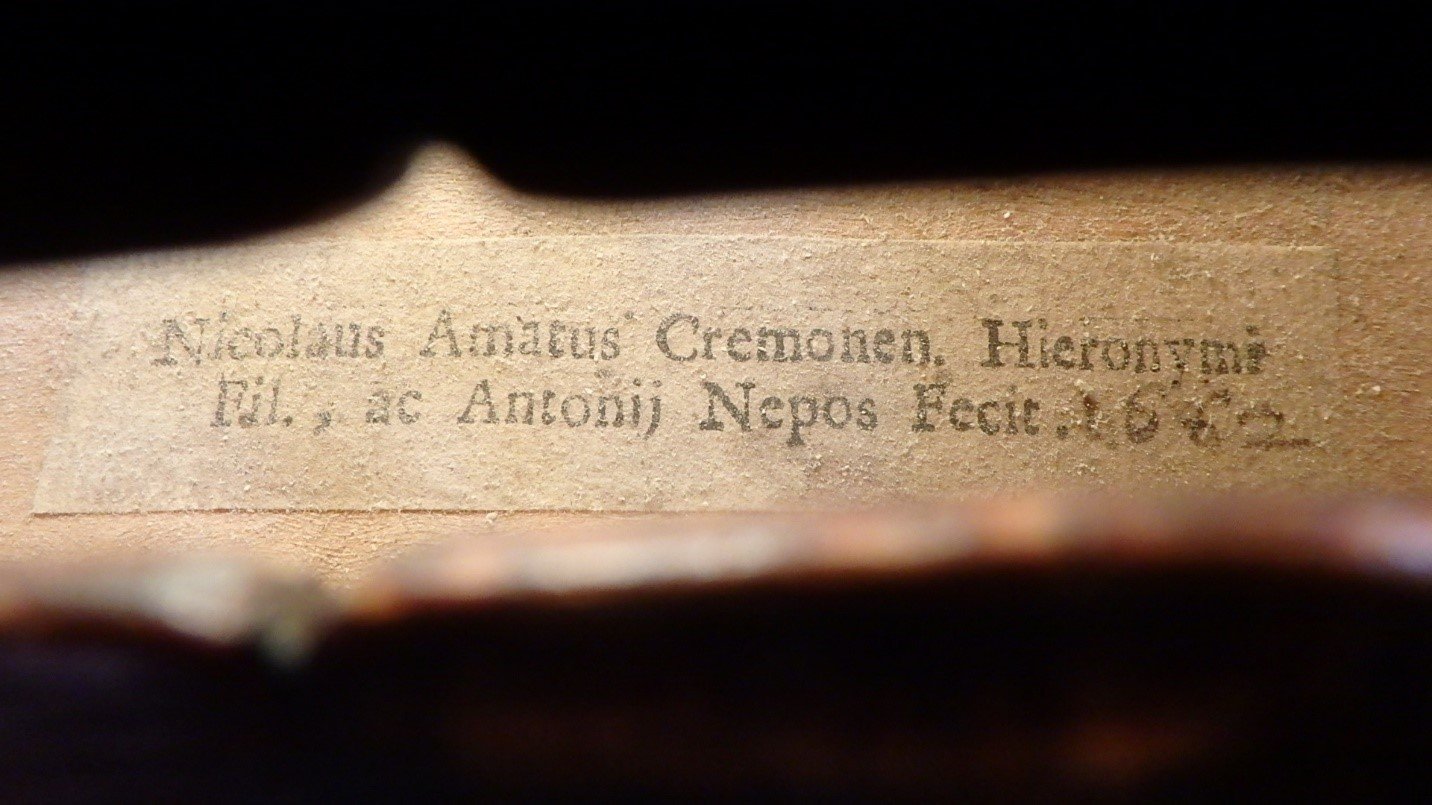 Nicolaus Amatus Cremonen. Hieronymi
Fil., ac Antonij Nepos Fecit.